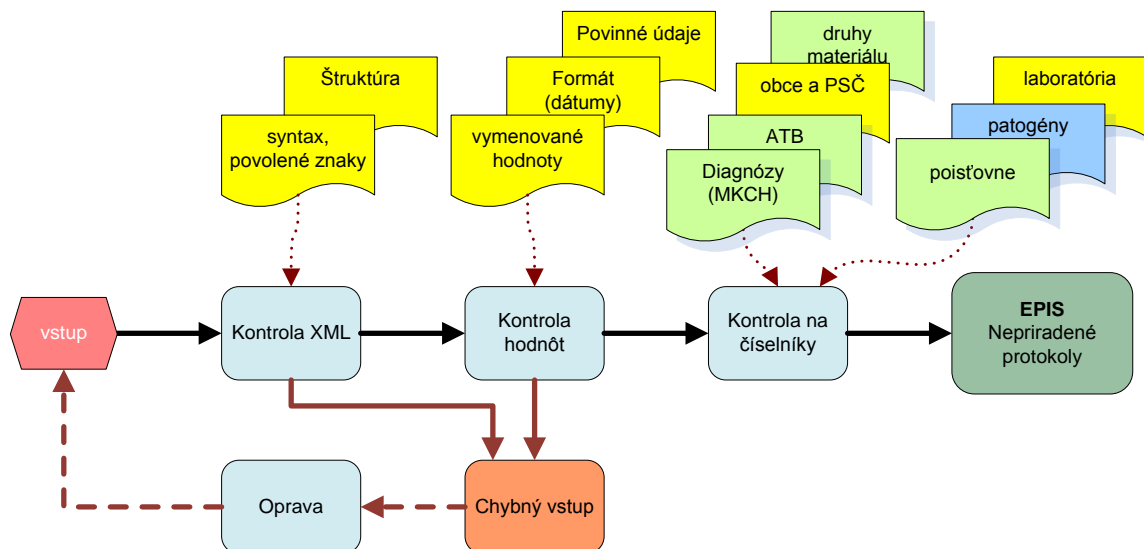 Štruktúra
syntax,
povolené znaky
Povinné údaje
Formát
(dátumy)
vymenované
hodnoty
druhy
materiálu
obce a PSČ
ATB
Diagnózy
(MKCH)
laboratória
patogény
poisťovne
vstup
Kontrola XML
Kontrola
hodnôt
Kontrola na
číselníky
EPIS
Nepriradené
protokoly
Oprava
Chybný vstup